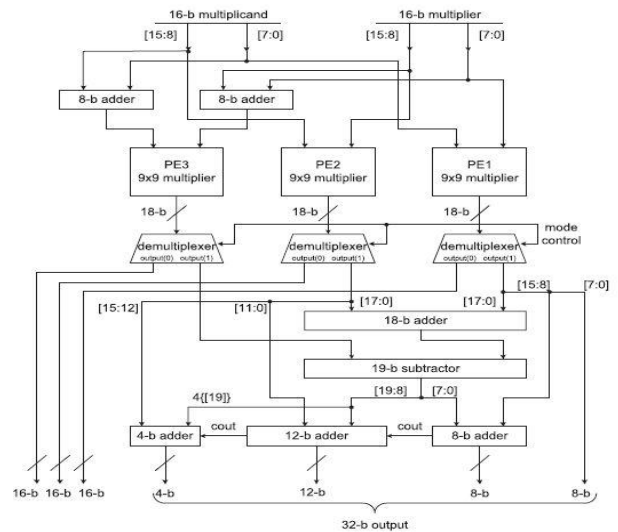 16-b multiplicand 16-b multiplier
[15:8] [7:0] [15:8] [7:0]
8-b adder 8-b adder
PE3 PE2 PE1
9x9 multiplier 9x9 multiplier 9x9 multiplier
18-b 18-b 18-b
mode
control
demultiplexer demultiplexer demultiplexer
output(0) output(1) output(0) output(1) output(0) output(1)
[15:12] [11:0] [17:0] [17:0] [15:8] [7:0]
18-b adder
19-b subtractor
4{[19]} [19:8] [7:0]
4-b adder cout 12-b adder cout 8-b adder
16-b 16-b 16-b 4-b 12-b 8-b 8-b
32-b output